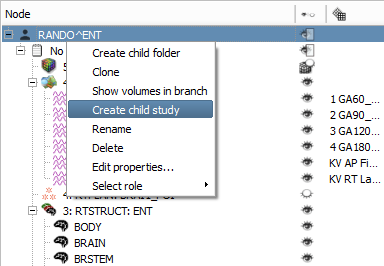 Node
RANDO^ENT
No
Create child folder
Clone
Show volumes in branch
Create child study
Rename
Delete
Edit properties...
Select role
1 GA60_...
2 GA90_...
3 GA120...
4 GA180...
KV AP Fi...
KV RT La...
3: RTSTRUCT: ENT
BODY
BRAIN
BRSTEM